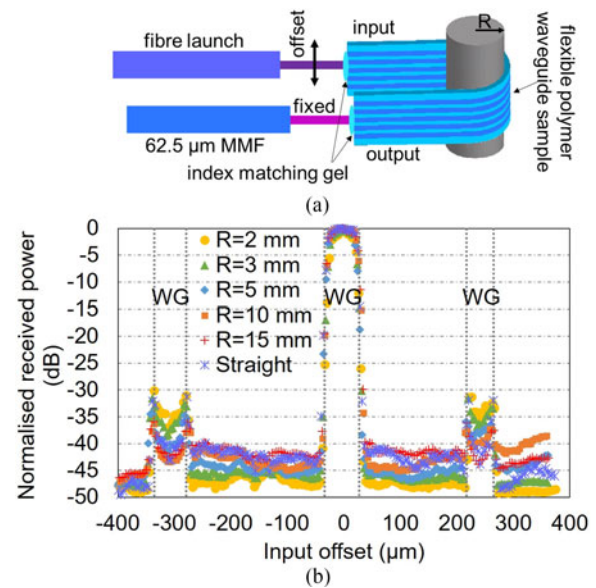 fibre launch
offset
input
R
fixed
62.5 µm MMF
output
index matching gel
flexible polymer
waveguide sample
(a)
Normalised received power
(dB)
0
-5
-10
-15
-20
-25
-30
-35
-40
-45
-50
R=2 mm
R=3 mm
R=5 mm
R=10 mm
R=15 mm
Straight
WG
WG
WG
-400 -300 -200 -100 0 100 200 300 400
Input offset (µm)
(b)